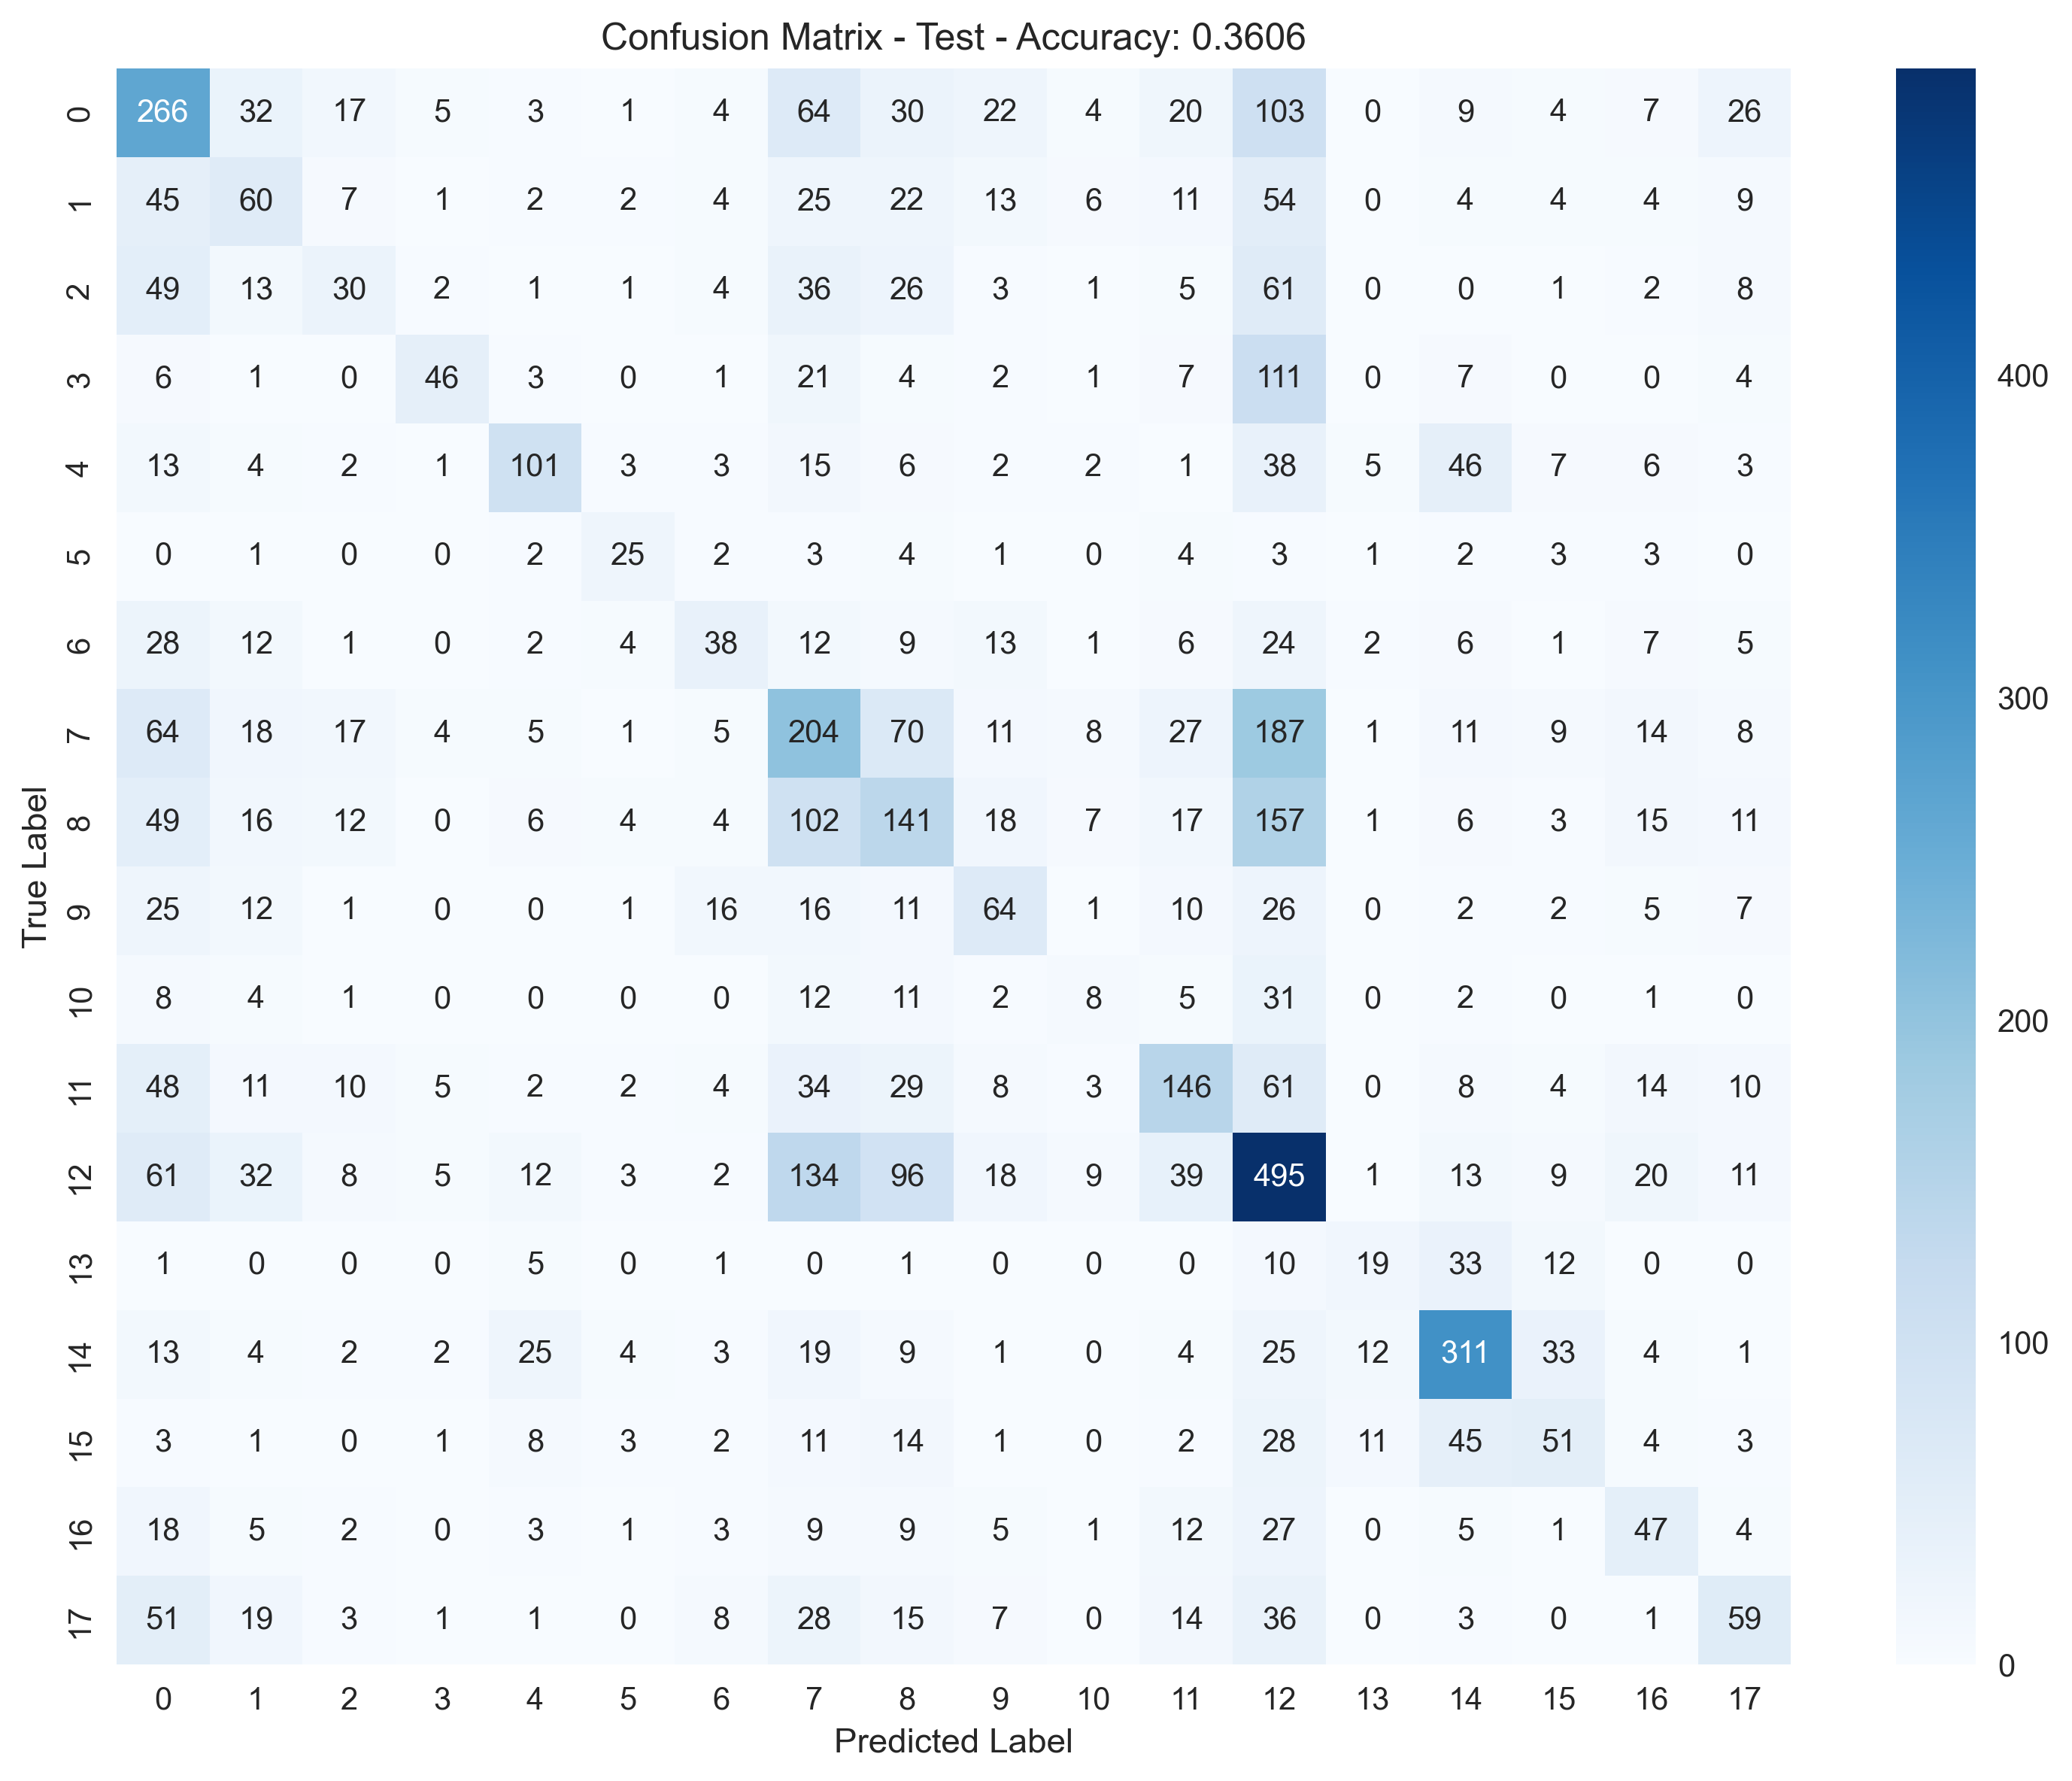 Confusion Matrix - Test - Accuracy: 0.3606
0 266 32 17 5 3 1 4 64 30 22 4 20 103 0 9 4 7 26
1 45 60 7 1 2 2 4 25 22 13 6 11 54 0 4 4 4 9
2 49 13 30 2 1 1 4 36 26 3 1 5 61 0 0 1 2 8
3 6 1 0 46 3 0 1 21 4 2 1 7 111 0 7 0 0 4
4 13 4 2 1 101 3 3 15 6 2 2 1 38 5 46 7 6 3
5 0 1 0 0 2 25 2 3 4 1 0 4 3 1 2 3 3 0
6 28 12 1 0 2 4 38 12 9 13 1 6 24 2 6 1 7 5
7 64 18 17 4 5 1 5 204 70 11 8 27 187 1 11 9 14 8
8 49 16 12 0 6 4 4 102 141 18 7 17 157 1 6 3 15 11
9 25 12 1 0 0 1 16 16 11 64 1 10 26 0 2 2 5 7
10 8 4 1 0 0 0 0 12 11 2 8 5 31 0 2 0 1 0
11 48 11 10 5 2 2 4 34 29 8 3 146 61 0 8 4 14 10
12 61 32 8 5 12 3 2 134 96 18 9 39 495 1 13 9 20 11
13 1 0 0 0 5 0 1 0 1 0 0 0 10 19 33 12 0 0
14 13 4 2 2 25 4 3 19 9 1 0 4 25 12 311 33 4 1
15 3 1 0 1 8 3 2 11 14 1 0 2 28 11 45 51 4 3
16 18 5 2 0 3 1 3 9 9 5 1 12 27 0 5 1 47 4
17 51 19 3 1 1 0 8 28 15 7 0 14 36 0 3 0 1 59
0 1 2 3 4 5 6 7 8 9 10 11 12 13 14 15 16 17
Predicted Label
True Label
400
300
200
100
0